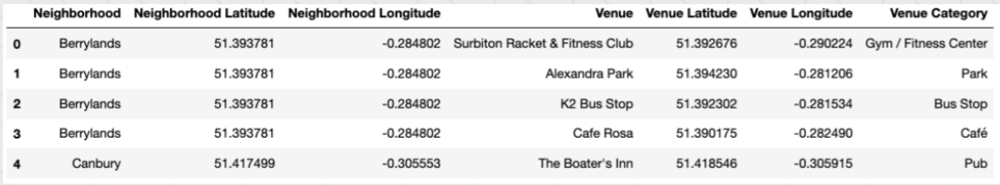 Neighborhood Neighborhood Latitude Neighborhood Longitude Venue Venue Latitude Venue Longitude Venue Category
0 Berrylands 51.393781 -0.284802 Surbiton Racket & Fitness Club 51.392676 -0.290224 Gym / Fitness Center
1 Berrylands 51.393781 -0.284802 Alexandra Park 51.394230 -0.281206 Park
2 Berrylands 51.393781 -0.284802 K2 Bus Stop 51.392302 -0.281534 Bus Stop
3 Berrylands 51.393781 -0.284802 Cafe Rosa 51.390175 -0.282490 Café
4 Canbury 51.417499 -0.305553 The Boater's Inn 51.418546 -0.305915 Pub